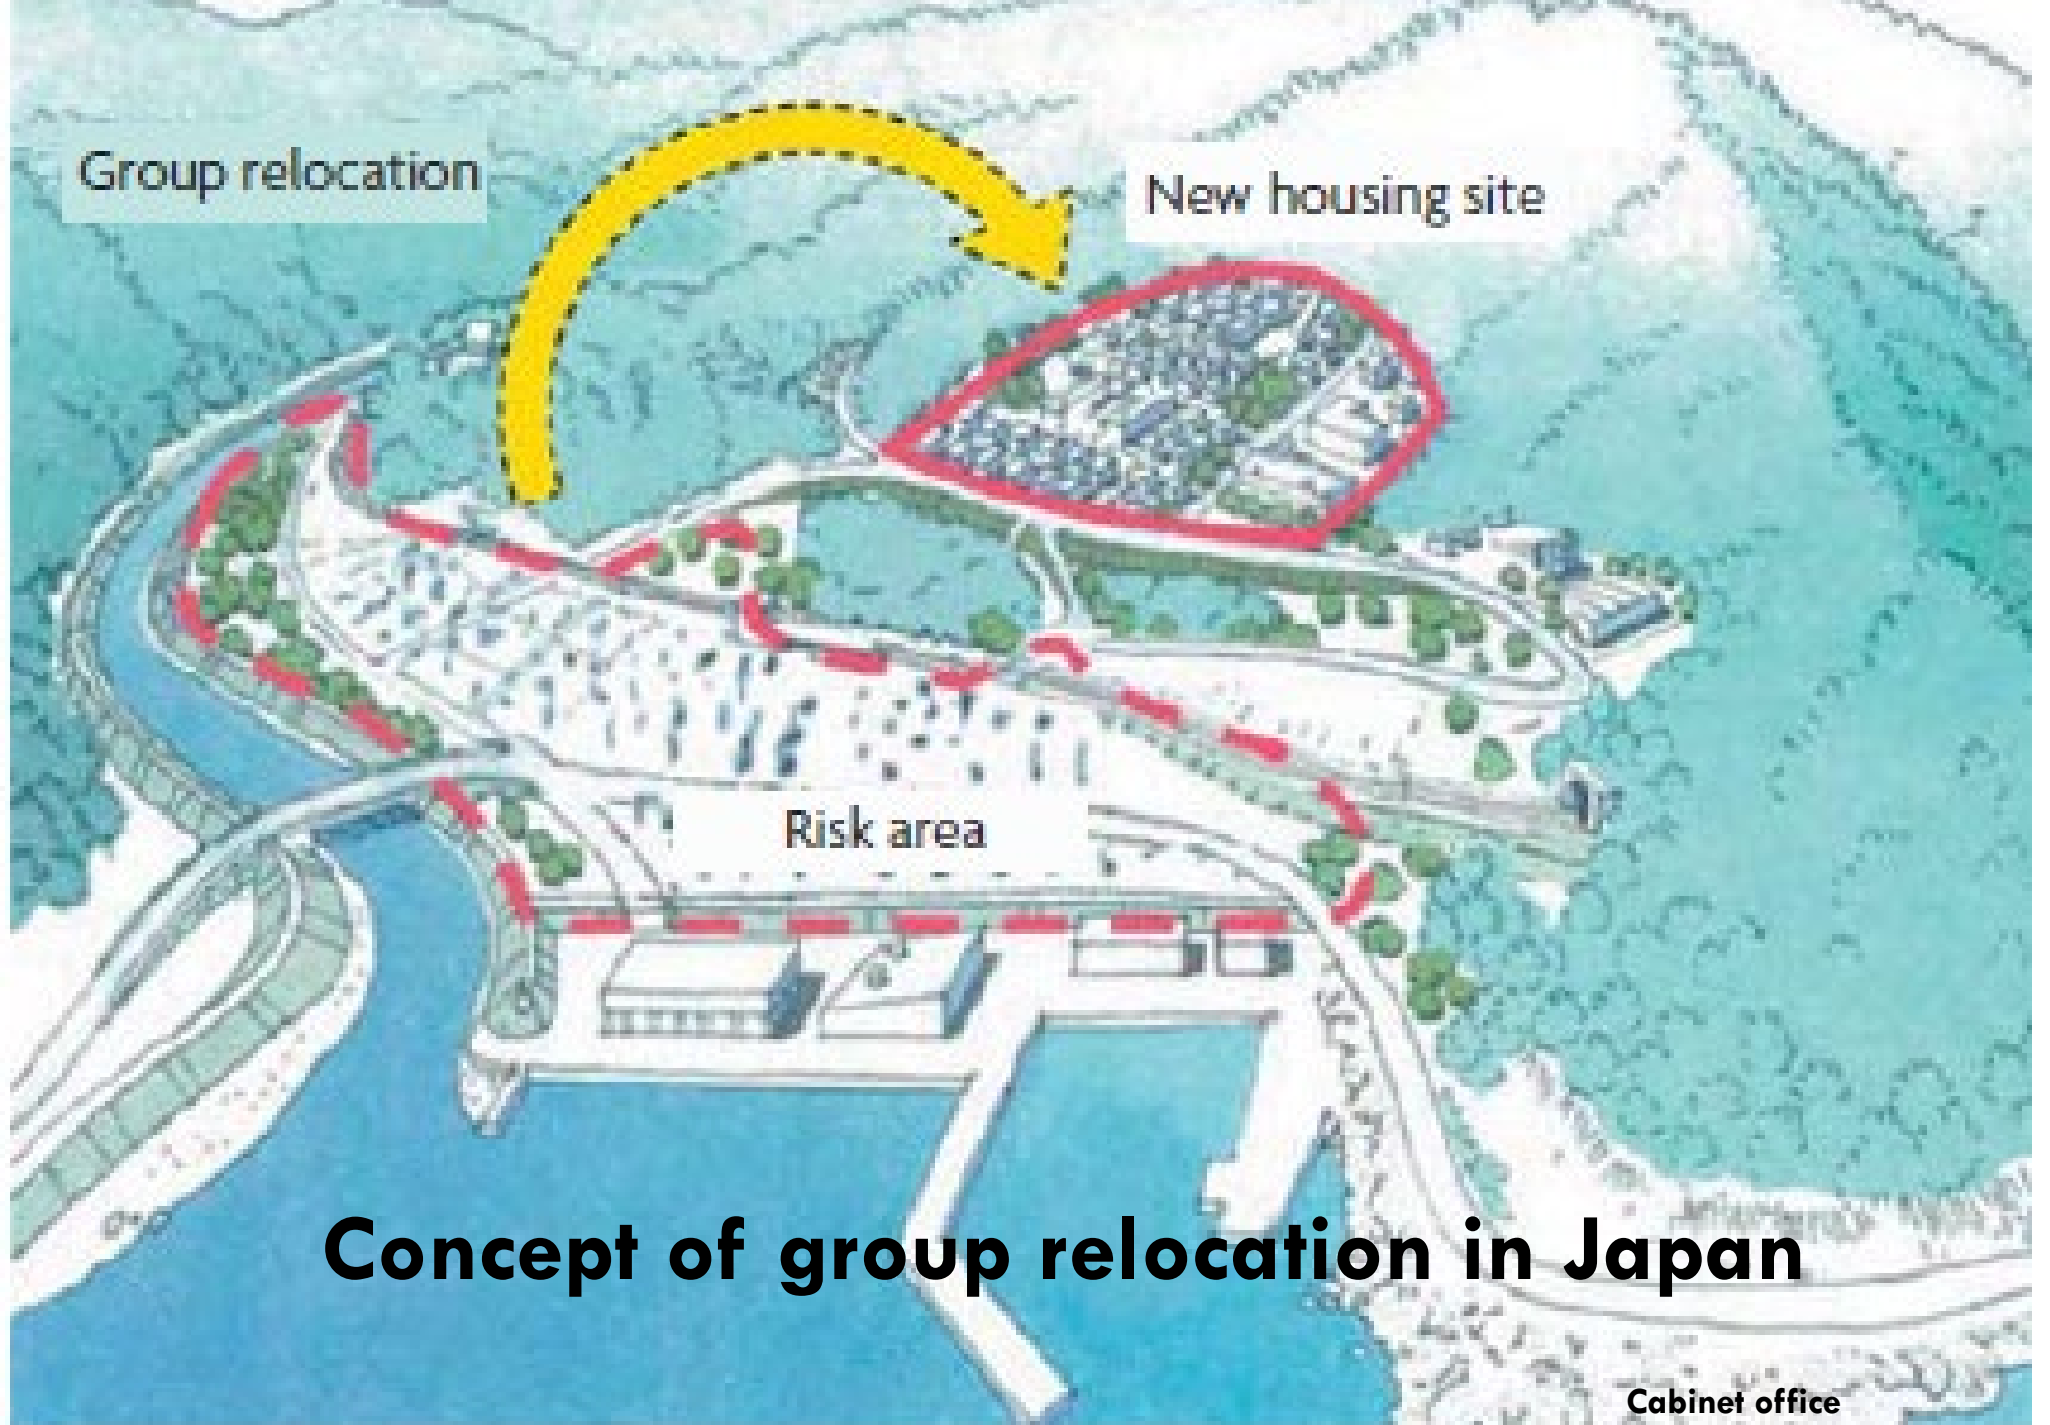 Group relocation
New housing site
Risk area
Concept of group relocation in Japan
Cabinet office